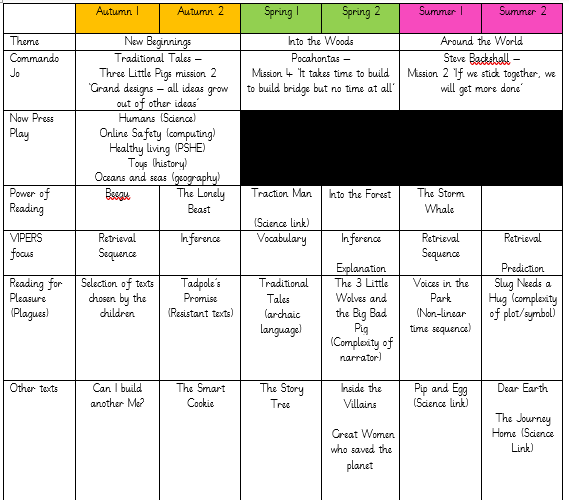 Autumn 1 Autumn 2 Spring 1 Spring 2 Summer 1 Summer 2
Theme New Beginnings Into the Woods Around the World
Commando Traditional Tales – Pocahontas – Steve Backshall –
Jo Three Little Pigs mission 2 Mission 4 'It takes time to build Mission 2 'If we stick together, we
'Grand designs – all ideas grow to build bridge but no time at all' will get more done'
out of other ideas'
Now Press Humans (Science)
Play Online Safety (computing)
Healthy living (PSHE)
Toys (history)
Oceans and seas (geography)
Power of Beegu The Lonely Traction Man Into the Forest The Storm
Reading Beast Whale
(Science link)
VIPERS Retrieval Inference Vocabulary Inference Retrieval Retrieval
focus Sequence Sequence
Explanation Prediction
Reading for Selection of texts Tadpole's Traditional The 3 Little Voices in the Slug Needs a
Pleasure chosen by the Promise Tales Wolves and Park Hug (complexity
(Plagues) children (Resistant texts) (archaic the Big Bad (Non-linear of plot/symbol)
language) Pig time sequence)
(Complexity of
narrator)
Other texts Can I build The Smart The Story Inside the Pip and Egg Dear Earth
another Me? Cookie Tree Villains (Science link)
The Journey
Great Women Home (Science
who saved the Link)
planet